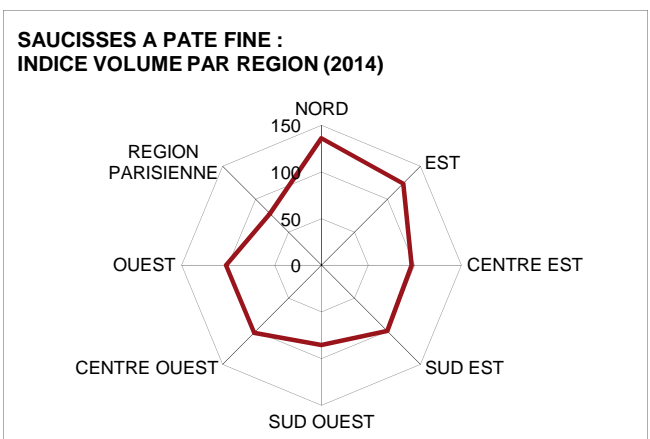 SAUCISSES A PATE FINE :
INDICE VOLUME PAR REGION (2014)
NORD
150
REGION
PARISIENNE
EST
100
50
OUEST
0
CENTRE EST
CENTRE OUEST
SUD EST
SUD OUEST